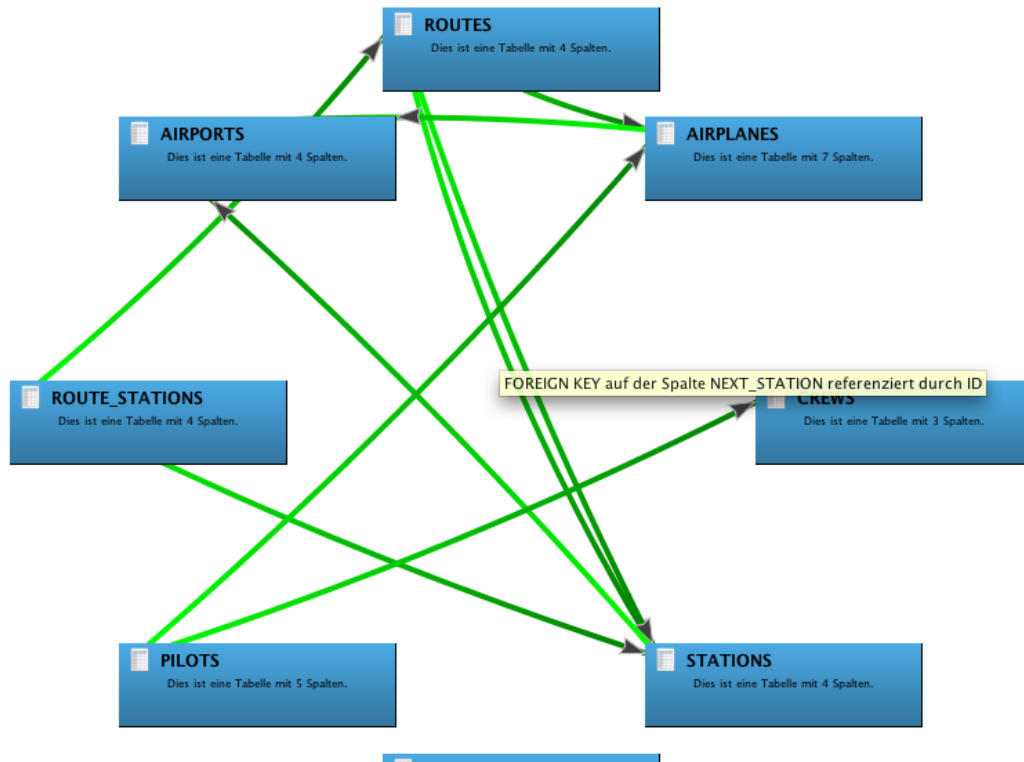 ROUTES
Dies ist eine Tabelle mit 4 Spalten.
AIRPORTS
Dies ist eine Tabelle mit 4 Spalten.
AIRPLANES
Dies ist eine Tabelle mit 7 Spalten.
FOREIGN KEY auf der Spalte NEXT_STATION referenziert durch ID
ROUTE_STATIONS
Dies ist eine Tabelle mit 4 Spalten.
CREWS
Dies ist eine Tabelle mit 3 Spalten.
PILOTS
Dies ist eine Tabelle mit 5 Spalten.
STATIONS
Dies ist eine Tabelle mit 4 Spalten.